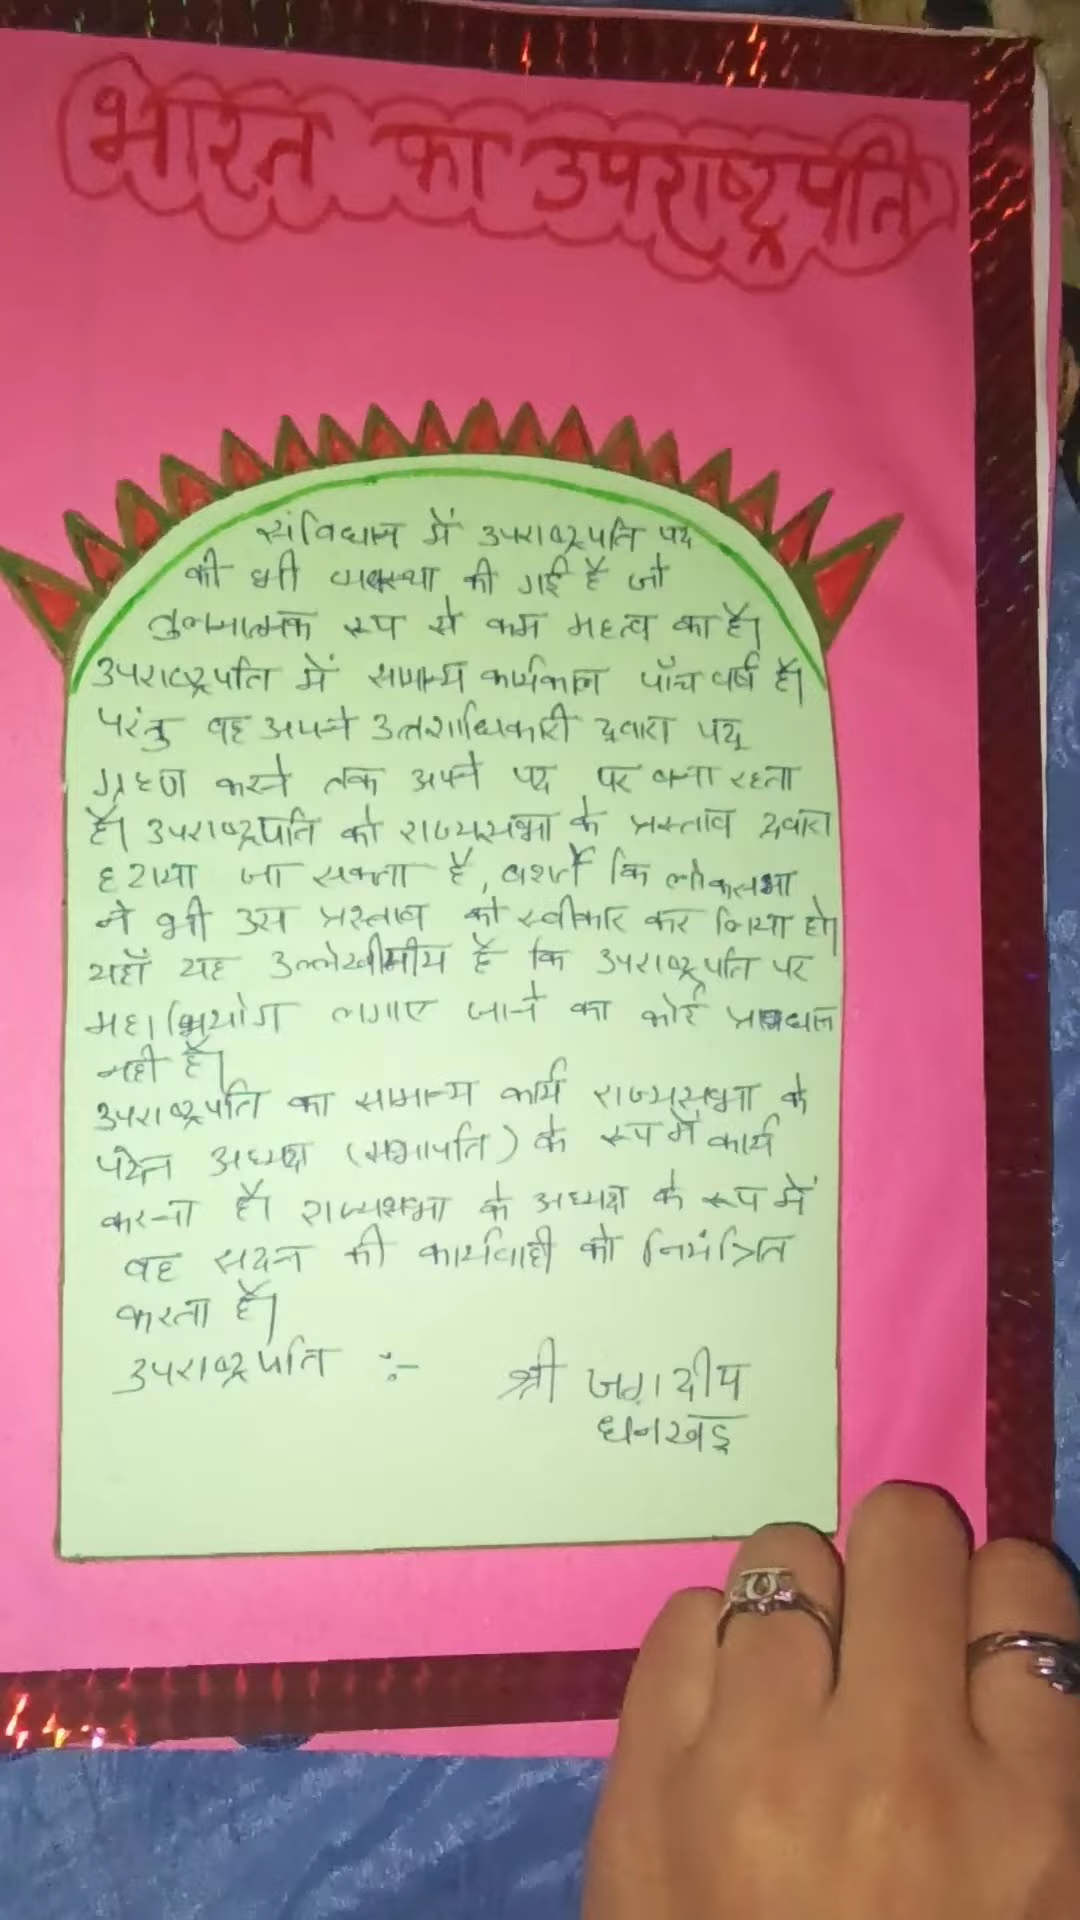 भारत का उपराष्ट्रपति
संविधान में उपराष्ट्रपति पद
की भी व्यवस्था की गई है जो
तुलनात्मक रूप से कम महत्व का है।
उपराष्ट्रपति में सामान्य कार्यकाल पाँच वर्ष है।
परंतु वह अपने उत्तराधिकारी द्वारा पद
ग्रहण करने तक अपने पद पर बना रहता
है। उपराष्ट्रपति को राज्यसभा के प्रस्ताव द्वारा
हटाया जा सकता है, बशर्ते कि लोकसभा
ने भी उस प्रस्ताव को स्वीकार कर लिया हो।
यहाँ यह है कि उपराष्ट्रपति पर
महाभियोग लगाए जाने का कोई प्रावधान
नही है।
उपराष्ट्रपति का सामान्य कार्य राज्यसभा के
पदेन अध्यक्ष (सभापति) के रूप में कार्य
करना है। राज्यसभा के अध्यक्ष के रूप में
वह सदन की कार्यवाही को नियंत्रित
करता है।
उपराष्ट्रपति :- श्री जगदीप
धनखड़